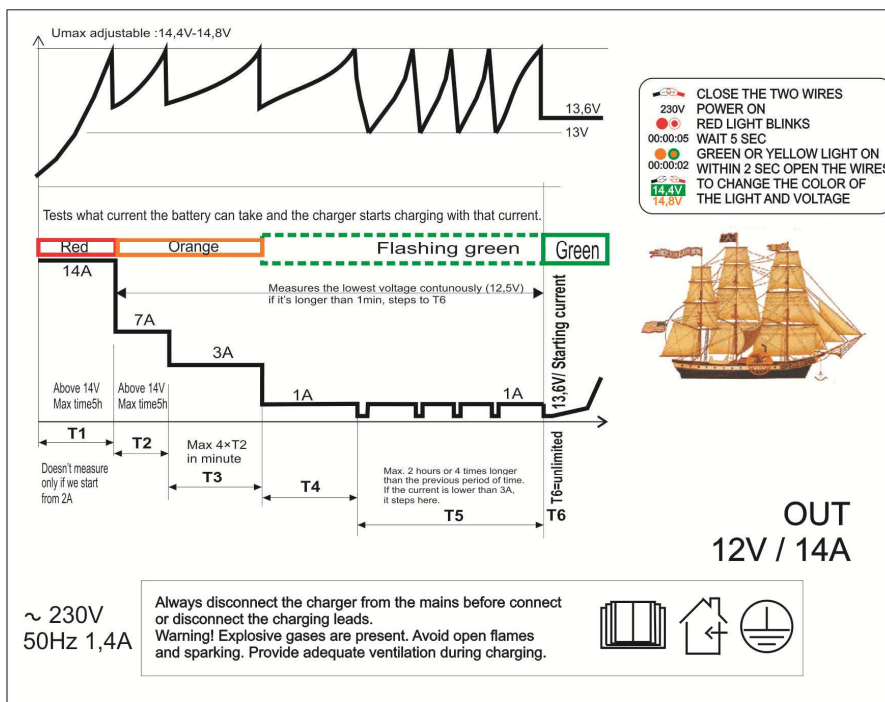 Umax adjustable :14,4V-14,8V
13,6V
13V
CLOSE THE TWO WIRES
230V POWER ON
RED LIGHT BLINKS
00:00:05 WAIT 5 SEC
GREEN OR YELLOW LIGHT ON
00:00:02 WITHIN 2 SEC OPEN THE WIRES
14,4V TO CHANGE THE COLOR OF
14,8V THE LIGHT AND VOLTAGE
Tests what current the battery can take and the charger starts charging with that current.
Red Orange Flashing green Green
14A
Measures the lowest voltage contunously (12,5V)
if it's longer than 1min, steps to T6
7A
3A
1A 1A
13,6V/ Starting current
Above 14V
Max time5h
Above 14V
Max time5h
T1
T2
Max 4×T2
in minute
T3
T4
Doesn't measure
only if we start
from 2A
Max. 2 hours or 4 times longer
than the previous period of time.
If the current is lower than 3A,
it steps here.
T5
T6=unlimited
T6
OUT
12V / 14A
~ 230V
50Hz 1,4A
Always disconnect the charger from the mains before connect
or disconnect the charging leads.
Warning! Explosive gases are present. Avoid open flames
and sparking. Provide adequate ventilation during charging.